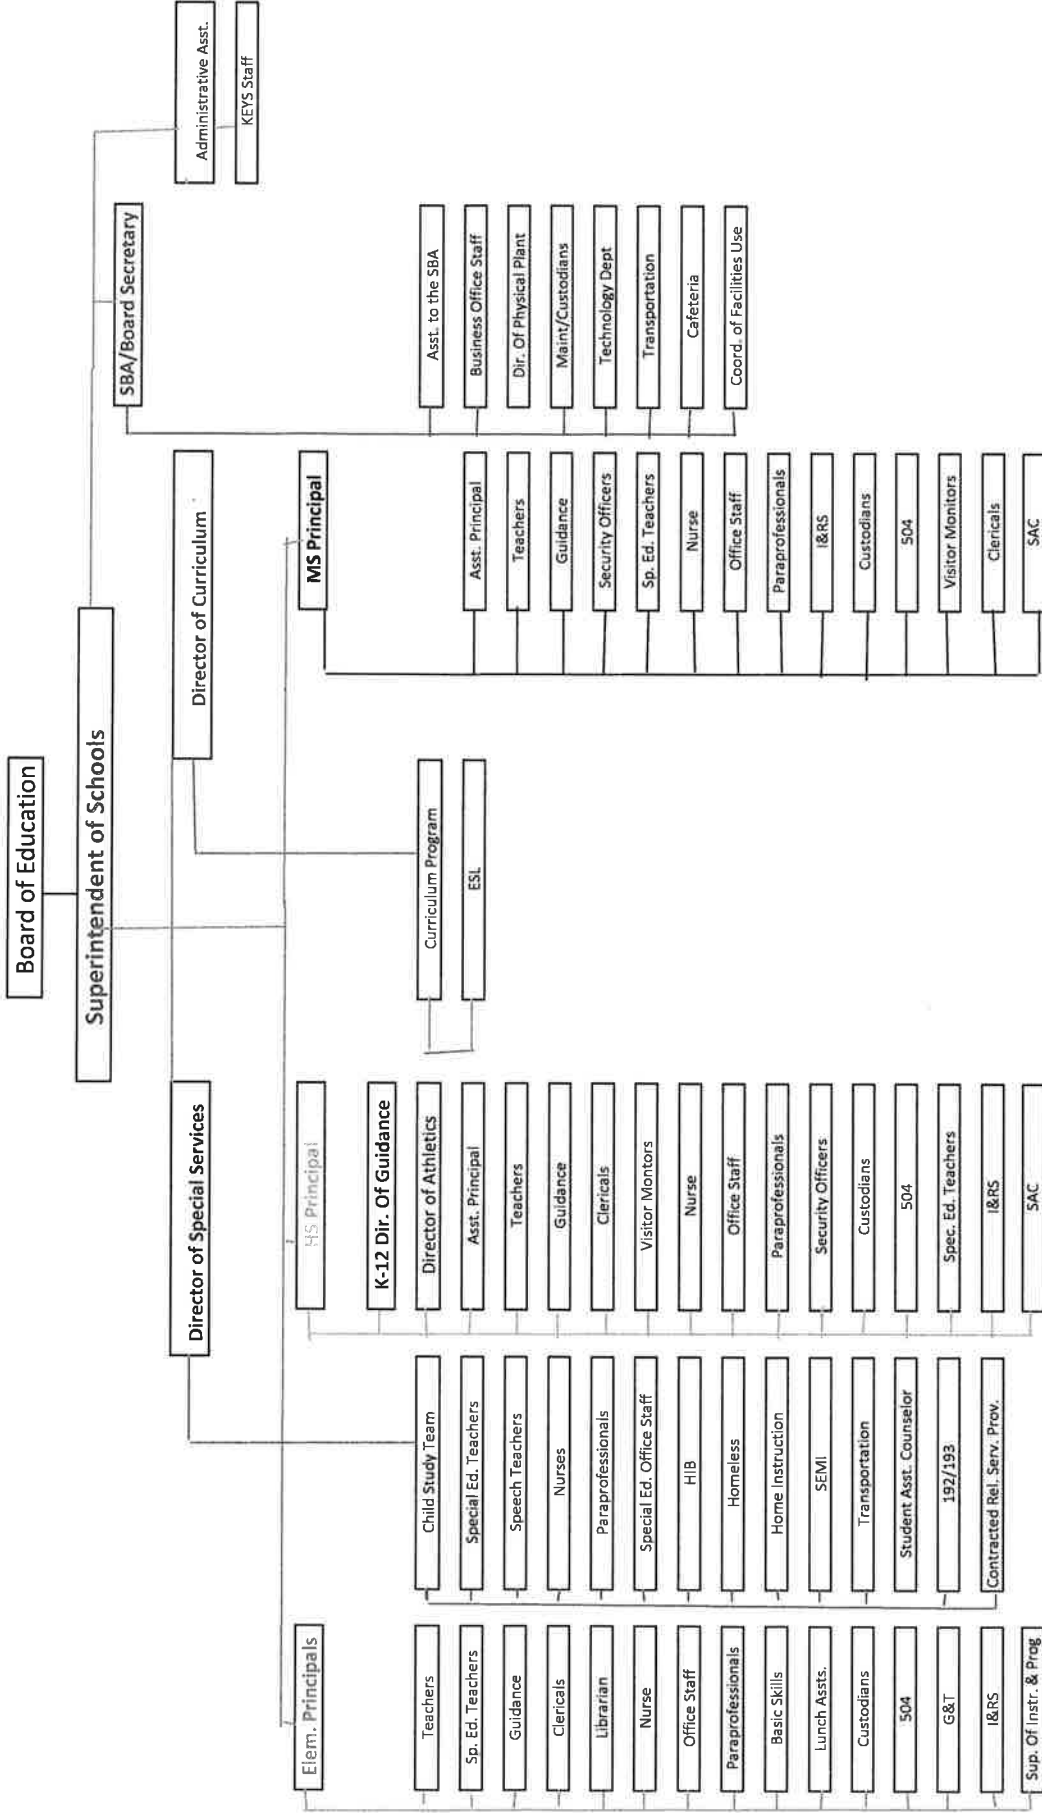 Board of Education
Superintendent of Schools
Administrative Asst.
KEYS Staff
SBA/Board Secretary
Asst. to the SBA
Business Office Staff
Dir. Of Physical Plant
Maint/Custodians
Technology Dept
Transportation
Cafeteria
Coord. of Facilities Use
Director of Curriculum
Curriculum Program
ESL
MS Principal
Asst. Principal
Teachers
Guidance
Security Officers
Sp. Ed. Teachers
Nurse
Office Staff
Paraprofessionals
I&RS
Custodians
504
Visitor Monitors
Clericals
SAC
Director of Special Services
Child Study Team
Special Ed. Teachers
Speech Teachers
Nurses
Paraprofessionals
Special Ed. Office Staff
HIB
Homeless
Home Instruction
SEMI
Transportation
Student Asst. Counselor
192/193
Contracted Rel. Serv. Prov.
HS Principal
K-12 Dir. Of Guidance
Director of Athletics
Asst. Principal
Teachers
Guidance
Clericals
Visitor Montors
Nurse
Office Staff
Paraprofessionals
Security Officers
Custodians
504
Spec. Ed. Teachers
I&RS
SAC
Elem. Principals
Teachers
Sp. Ed. Teachers
Guidance
Clericals
Librarian
Nurse
Office Staff
Paraprofessionals
Basic Skills
Lunch Assts.
Custodians
504
G&T
I&RS
Sup. Of Instr. & Prog